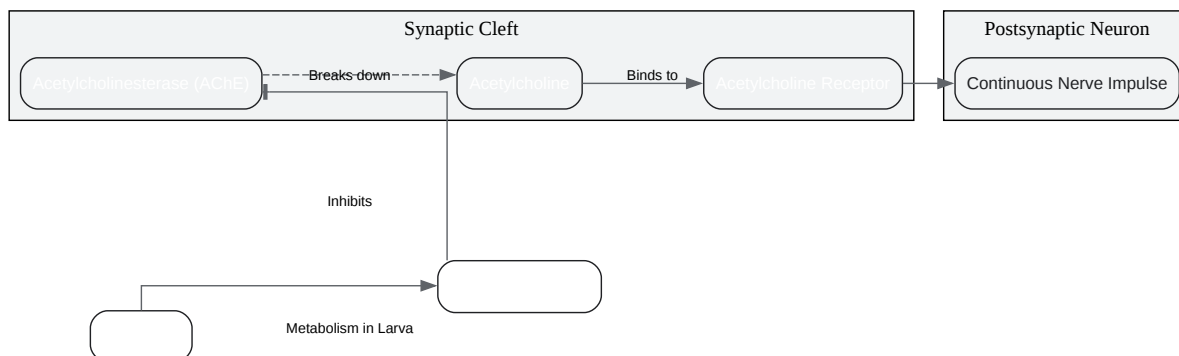 Synaptic Cleft
Postsynaptic Neuron
Acetylcholinesterase (AChE)
Breaks down
Acetylcholine
Binds to
Acetylcholine Receptor
Continuous Nerve Impulse
Inhibits
Metabolism in Larva